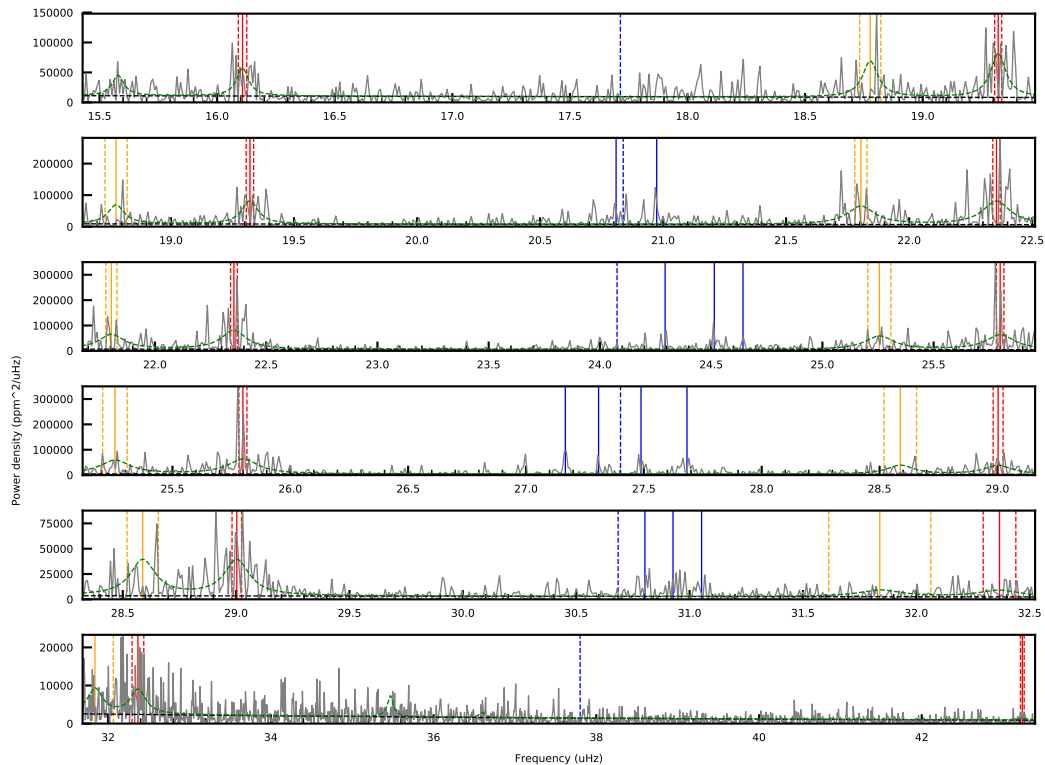 150000
100000
50000
0
15.5 16.0 16.5 17.0 17.5 18.0 18.5 19.0
200000
100000
0
19.0 19.5 20.0 20.5 21.0 21.5 22.0 22.5
300000
200000
100000
0
22.0 22.5 23.0 23.5 24.0 24.5 25.0 25.5
Power density (ppm^2/uHz)
300000
200000
100000
0
25.5 26.0 26.5 27.0 27.5 28.0 28.5 29.0
75000
50000
25000
0
28.5 29.0 29.5 30.0 30.5 31.0 31.5 32.0 32.5
20000
10000
0
32 34 36 38 40 42
Frequency (uHz)